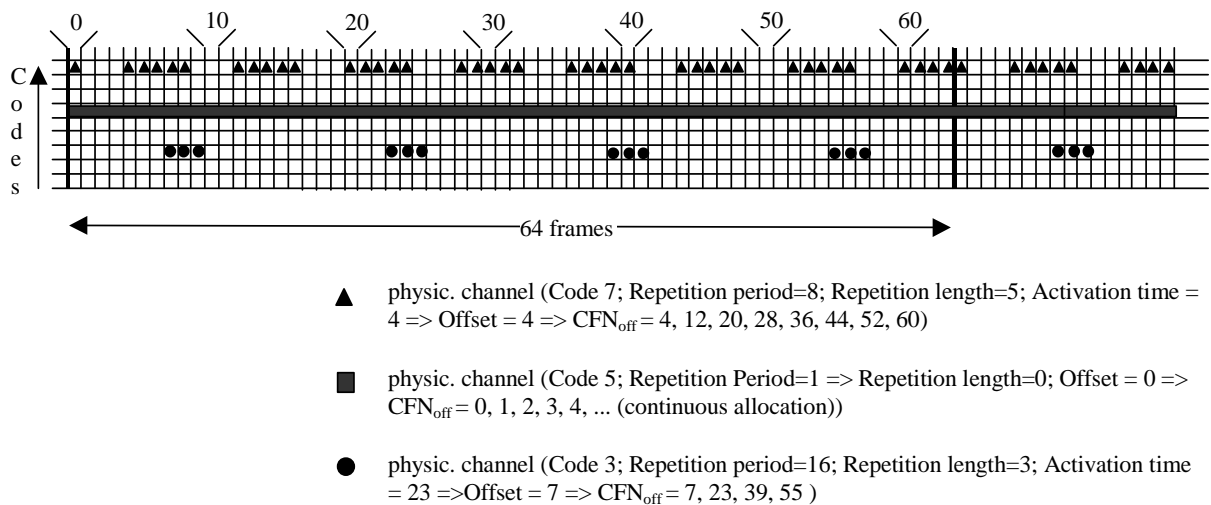 0 10 20 30 40 50 60
C
o
d
e
s
64 frames
physic. channel (Code 7; Repetition period=8; Repetition length=5; Activation time =
4 => Offset = 4 => CFNoff = 4, 12, 20, 28, 36, 44, 52, 60)
physic. channel (Code 5; Repetition Period=1 => Repetition length=0; Offset = 0 =>
CFNoff = 0, 1, 2, 3, 4, ... (continuous allocation))
physic. channel (Code 3; Repetition period=16; Repetition length=3; Activation time
= 23 =>Offset = 7 => CFNoff = 7, 23, 39, 55 )